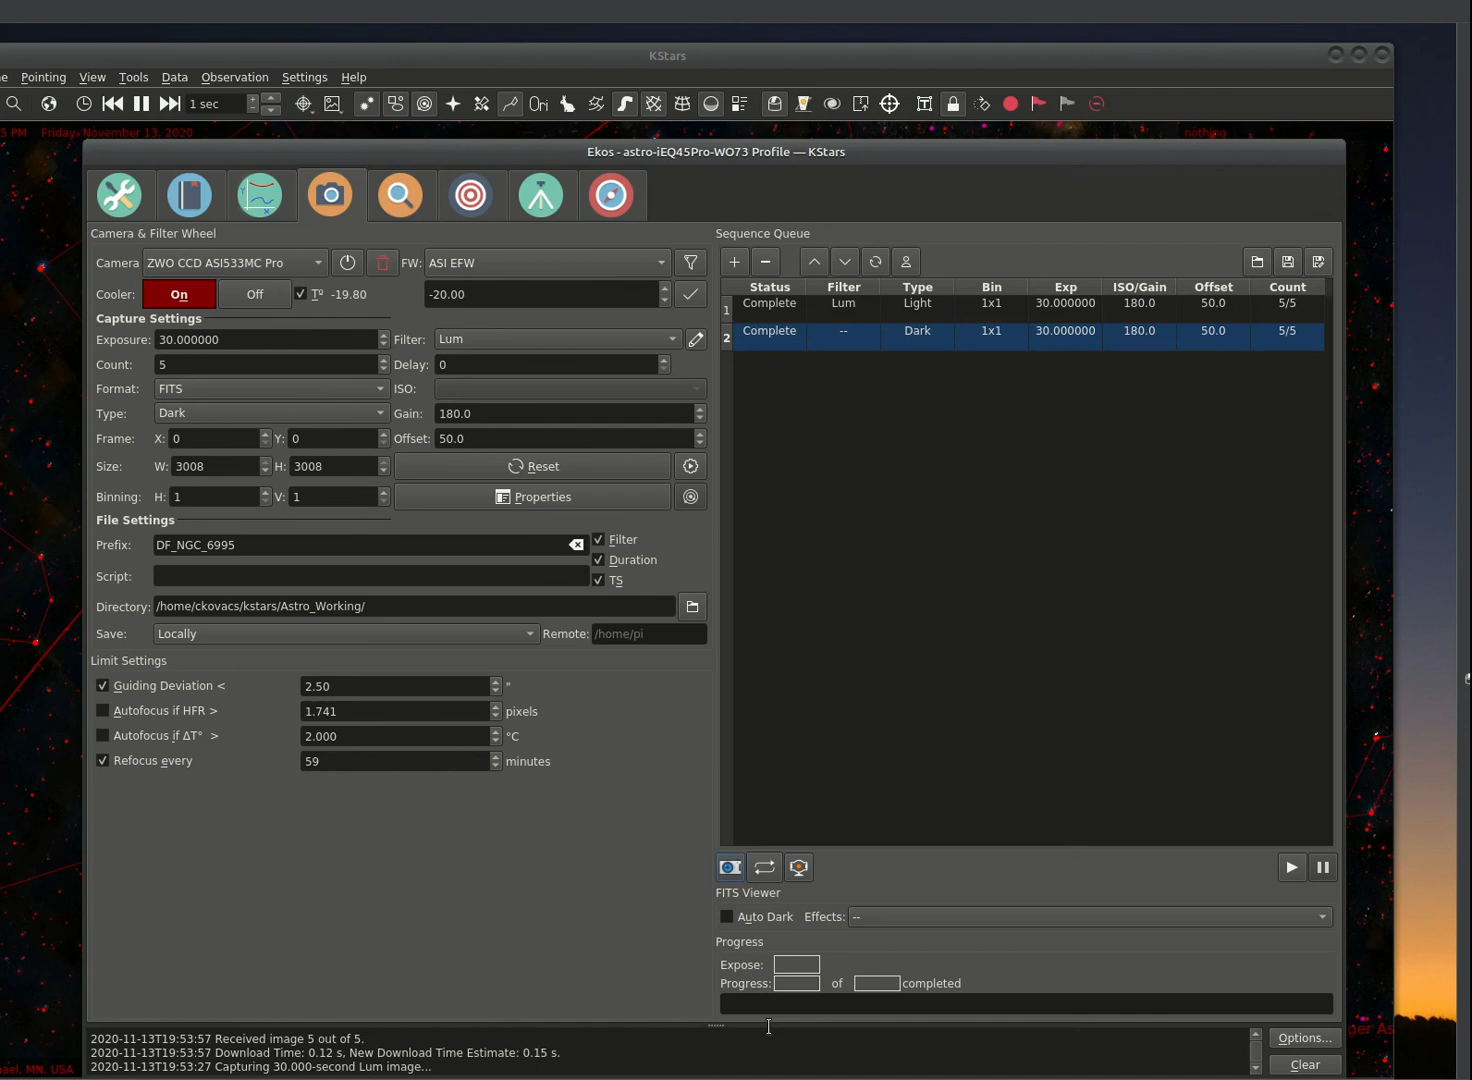 KStars
Pointing View Tools Data Observation Settings Help
1 sec Ori
5 PM Friday, November 13, 2020 nothing
Ekos - astro-iEQ45Pro-WO73 Profile — KStars
Camera & Filter Wheel
Camera ZWO CCD ASI533MC Pro FW: ASI EFW
Cooler: On Off Tº -19.80 -20.00
Capture Settings
Exposure: 30.000000 Filter: Lum
Count: 5 Delay: 0
Format: FITS ISO:
Type: Dark Gain: 180.0
Frame: X: 0 Y: 0 Offset: 50.0
Size: W: 3008 H: 3008 Reset
Binning: H: 1 V: 1 Properties
File Settings
Prefix: DF_NGC_6995 Filter
Duration
Script: TS
Directory: /home/ckovacs/kstars/Astro_Working/
Save: Locally Remote: /home/pi
Limit Settings
Guiding Deviation < 2.50 "
Autofocus if HFR > 1.741 pixels
Autofocus if ΔT° > 2.000 °C
Refocus every 59 minutes
Sequence Queue
Status Filter Type Bin Exp ISO/Gain Offset Count
1 Complete Lum Light 1x1 30.000000 180.0 50.0 5/5
2 Complete -- Dark 1x1 30.000000 180.0 50.0 5/5
FITS Viewer
Auto Dark Effects: --
Progress
Expose:
Progress: of completed
2020-11-13T19:53:57 Received image 5 out of 5.
2020-11-13T19:53:57 Download Time: 0.12 s, New Download Time Estimate: 0.15 s.
2020-11-13T19:53:27 Capturing 30.000-second Lum image...
Options...
Clear
ael, MN, USA